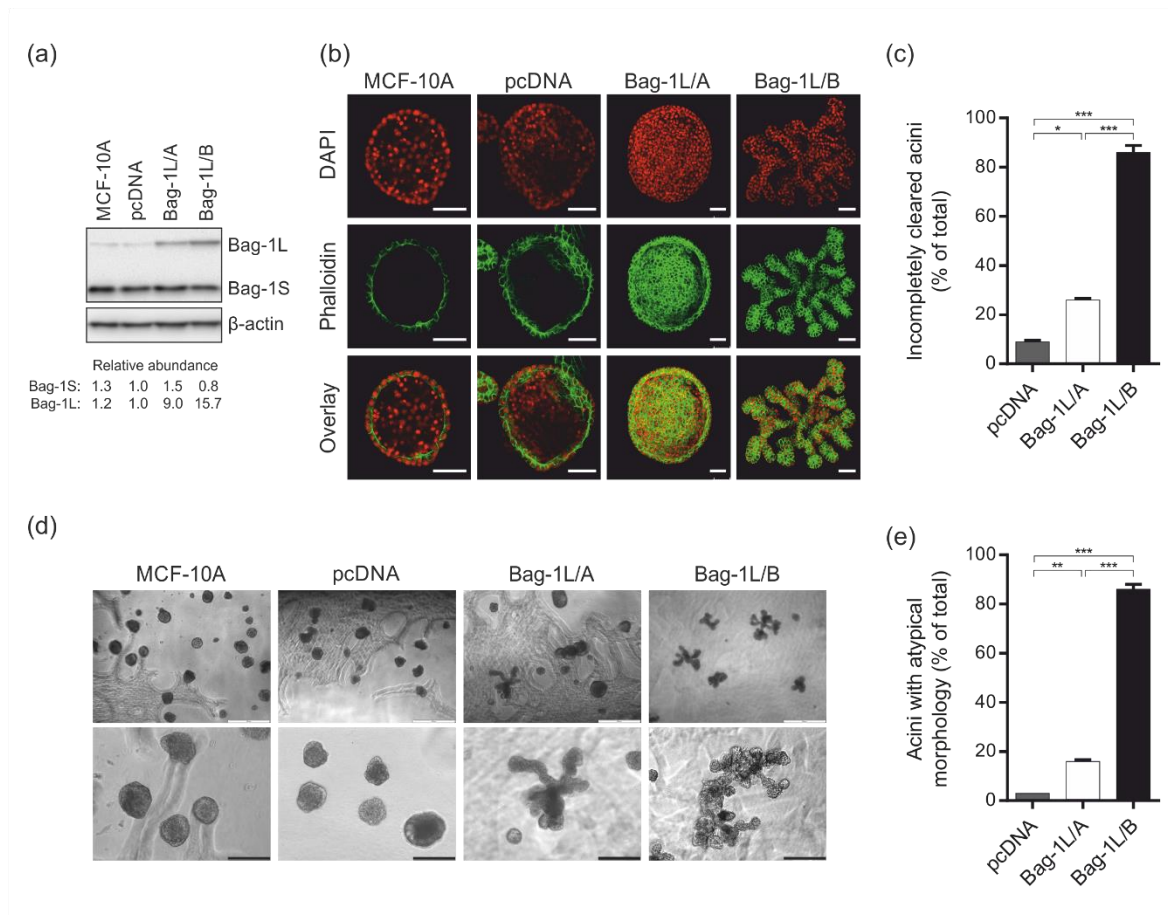 (a)
MCF-10A
pcDNA
Bag-1L/A
Bag-1L/B
Bag-1L
Bag-1S
β-actin
Relative abundance
Bag-1S: 1.3 1.0 1.5 0.8
Bag-1L: 1.2 1.0 9.0 15.7
(b)
MCF-10A pcDNA Bag-1L/A Bag-1L/B
DAPI
Phalloidin
Overlay
(c)
Incompletely cleared acini
(% of total)
100
80
60
40
20
0
***
* ***
pcDNA
Bag-1L/A
Bag-1L/B
(d)
MCF-10A pcDNA Bag-1L/A Bag-1L/B
(e)
Acini with atypical
morphology (% of total)
100
80
60
40
20
0
***
** ***
pcDNA
Bag-1L/A
Bag-1L/B